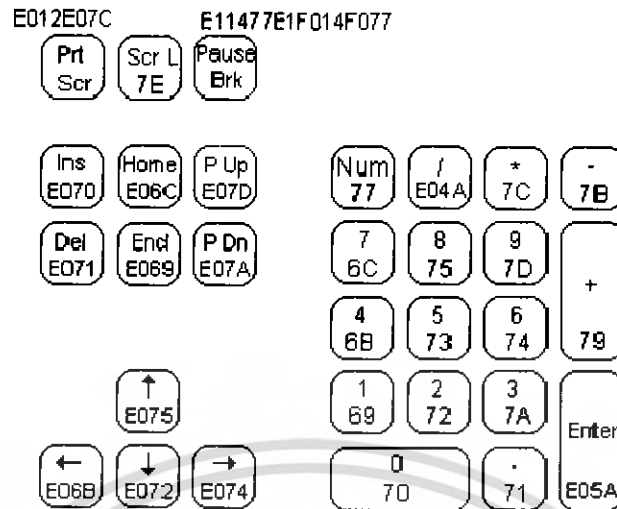 E012E07C E11477E1F014F077
Prt Scr L Pause
Scr 7E Brk
Ins Home P Up Num / * -
E070 E06C E07D 77 E04A 7C 7B
Del End P Dn 7 8 9
E071 E069 E07A 6C 75 7D
+
4 5 6
6B 73 74 79
↑ 1 2 3
E075 69 72 7A
Enter
← ↓ → 0 .
E06B E072 E074 70 71 E05A